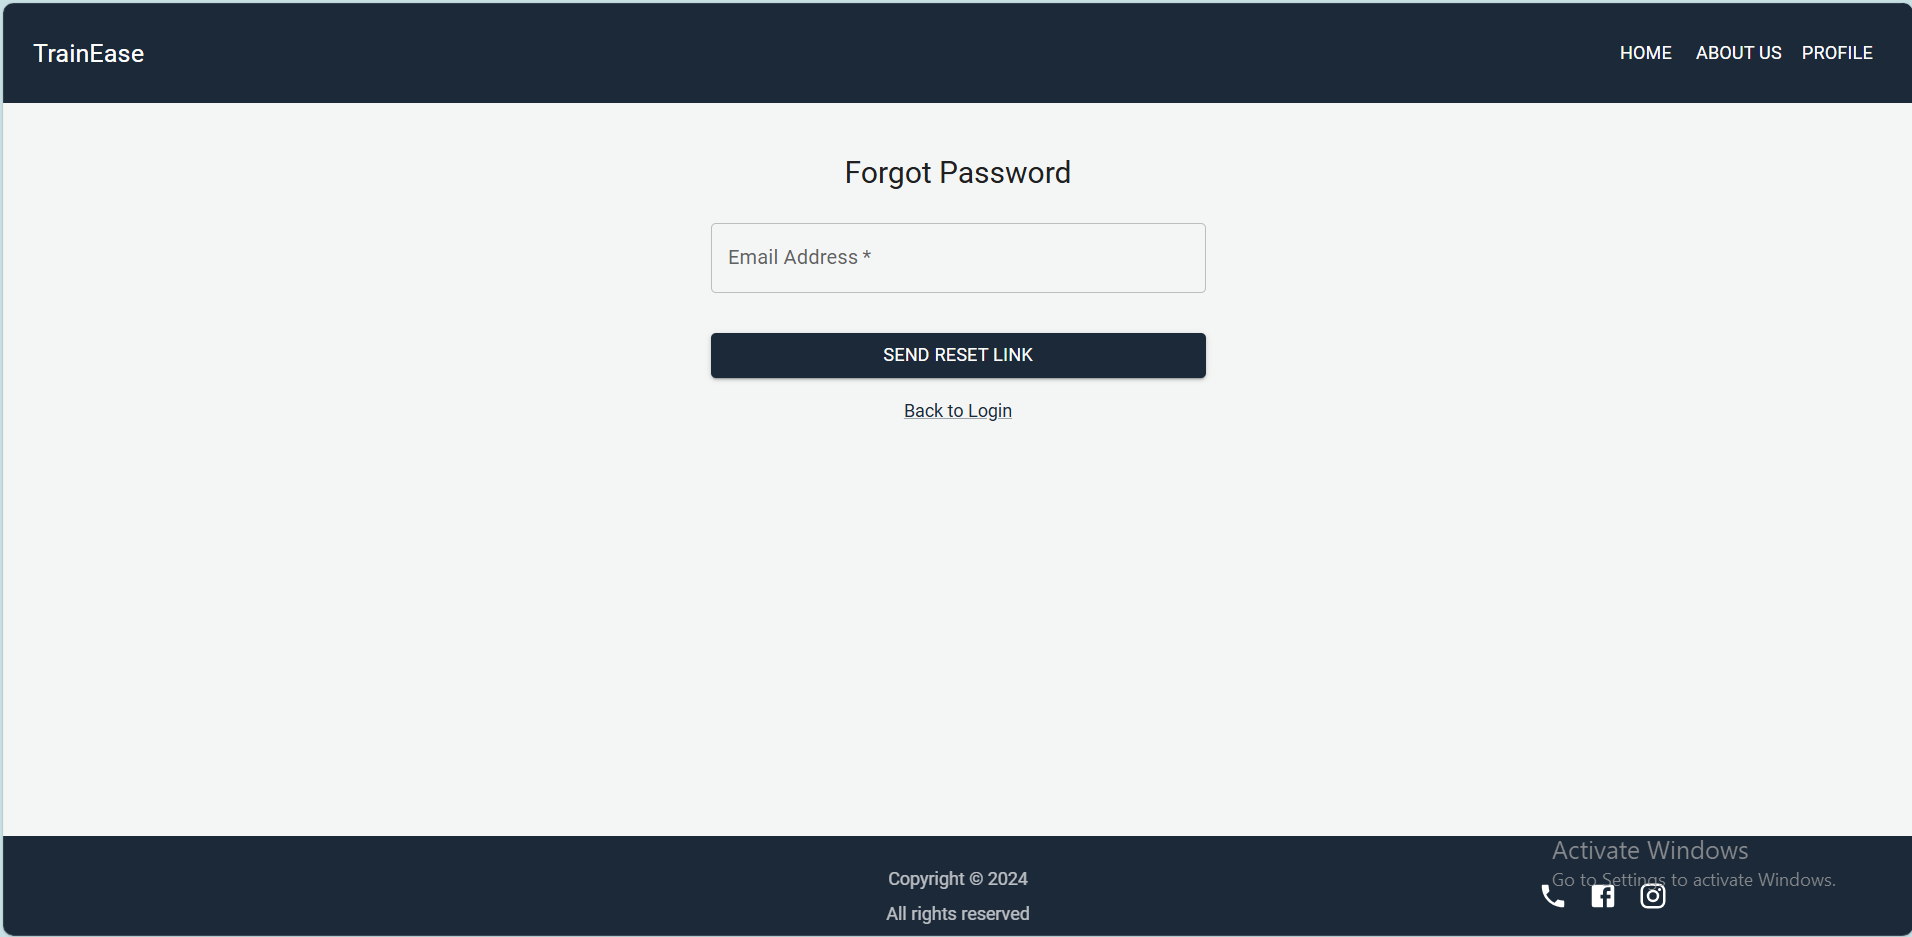 TrainEase
HOME ABOUT US PROFILE
Forgot Password
Email Address *
SEND RESET LINK
Back to Login
Activate Windows
Go to Settings to activate Windows.
Copyright © 2024
All rights reserved